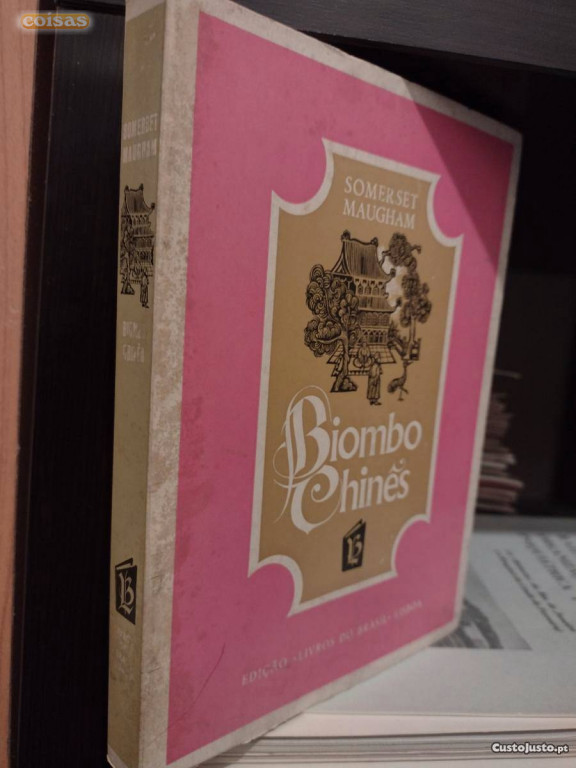 coisas
SOMERSET
MAUGHAM
SOMERSET
MAUGHAM
Biombo
Chinês
EDIÇÃO «LIVROS DO BRASIL» LISBOA
CustoJusto.pt